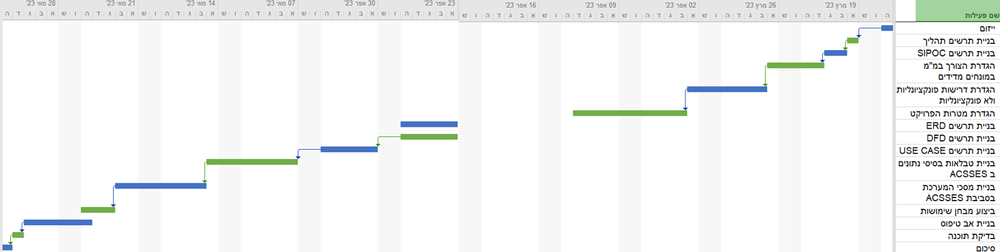 19 מרץ '23 26 מרץ '23 02 אפר '23 09 אפר '23 16 אפר '23 23 אפר '23 30 אפר '23 07 מאי '23 14 מאי '23 21 מאי '23 28 מאי '23
ה ו ש א ב ג ד ה ו ש א ב ג ד ה ו ש א ב ג ד ה ו ש א ב ג ד ה ו ש א ב ג ד ה ו ש א ב ג ד ה ו ש א ב ג ד ה ו ש א ב ג ד ה ו ש א ב ג ד ה ו ש א ב ג ד ה ו ש א ב ג ד ה
שם פעילות
ייזום
בניית תרשים תהליך
בניית תרשים SIPOC
הגדרת הצורך במ"מ
במונחים מדידים
הגדרת דרישות פונקציונליות
ולא פונקציונליות
הגדרת מטרות הפרויקט
בניית תרשים ERD
בניית תרשים DFD
בניית תרשים USE CASE
בניית טבלאות בסיסי נתונים
ב ACSSES
בניית מסכי המערכת
בסביבת ACSSES
ביצוע מבחן שימושות
בניית אב טיפוס
בדיקת תוכנה
סיכום